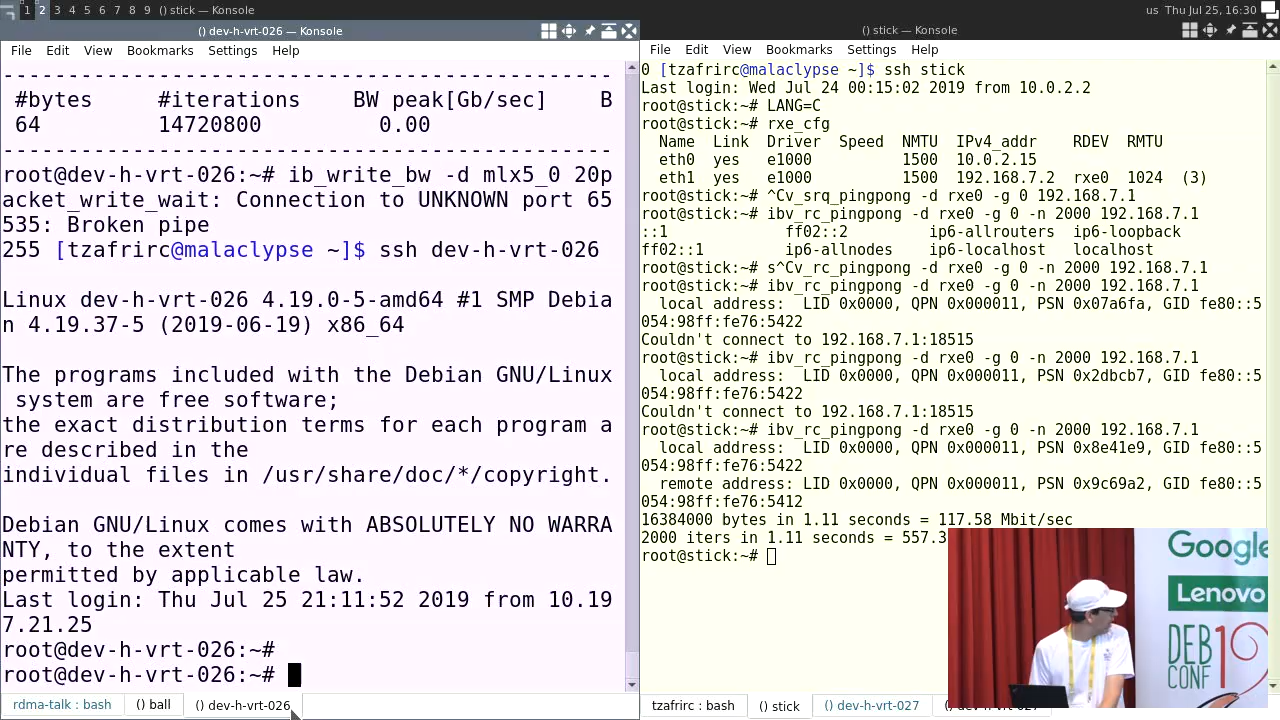 1 2 3 4 5 6 7 8 9 () stick — Konsole
us Thu Jul 25, 16:30
() dev-h-vrt-026 — Konsole
File Edit View Bookmarks Settings Help
-----------------------------------------------
#bytes #iterations BW peak[Gb/sec] B
64 14720800 0.00
-----------------------------------------------
root@dev-h-vrt-026:~# ib_write_bw -d mlx5_0 20p
acket_write_wait: Connection to UNKNOWN port 65
535: Broken pipe
255 [tzafrirc@malaclypse ~]$ ssh dev-h-vrt-026
Linux dev-h-vrt-026 4.19.0-5-amd64 #1 SMP Debia
n 4.19.37-5 (2019-06-19) x86_64
The programs included with the Debian GNU/Linux
system are free software;
the exact distribution terms for each program a
re described in the
individual files in /usr/share/doc/*/copyright.
Debian GNU/Linux comes with ABSOLUTELY NO WARRA
NTY, to the extent
permitted by applicable law.
Last login: Thu Jul 25 21:11:52 2019 from 10.19
7.21.25
root@dev-h-vrt-026:~#
root@dev-h-vrt-026:~#
rdma-talk : bash () ball () dev-h-vrt-026
() stick — Konsole
File Edit View Bookmarks Settings Help
0 [tzafrirc@malaclypse ~]$ ssh stick
Last login: Wed Jul 24 00:15:02 2019 from 10.0.2.2
root@stick:~# LANG=C
root@stick:~# rxe_cfg
Name Link Driver Speed NMTU IPv4_addr RDEV RMTU
eth0 yes e1000 1500 10.0.2.15
eth1 yes e1000 1500 192.168.7.2 rxe0 1024 (3)
root@stick:~# ^Cv_srq_pingpong -d rxe0 -g 0 192.168.7.1
root@stick:~# ibv_rc_pingpong -d rxe0 -g 0 -n 2000 192.168.7.1
::1 ff02::2 ip6-allrouters ip6-loopback
ff02::1 ip6-allnodes ip6-localhost localhost
root@stick:~# s^Cv_rc_pingpong -d rxe0 -g 0 -n 2000 192.168.7.1
root@stick:~# ibv_rc_pingpong -d rxe0 -g 0 -n 2000 192.168.7.1
local address: LID 0x0000, QPN 0x000011, PSN 0x07a6fa, GID fe80::5
054:98ff:fe76:5422
Couldn't connect to 192.168.7.1:18515
root@stick:~# ibv_rc_pingpong -d rxe0 -g 0 -n 2000 192.168.7.1
local address: LID 0x0000, QPN 0x000011, PSN 0x2dbcb7, GID fe80::5
054:98ff:fe76:5422
Couldn't connect to 192.168.7.1:18515
root@stick:~# ibv_rc_pingpong -d rxe0 -g 0 -n 2000 192.168.7.1
local address: LID 0x0000, QPN 0x000011, PSN 0x8e41e9, GID fe80::5
054:98ff:fe76:5422
remote address: LID 0x0000, QPN 0x000011, PSN 0x9c69a2, GID fe80::5
054:98ff:fe76:5412
16384000 bytes in 1.11 seconds = 117.58 Mbit/sec
2000 iters in 1.11 seconds = 557.3
root@stick:~#
tzafrirc : bash () stick () dev-h-vrt-027
Google
Lenovo
DEB
CONF
19